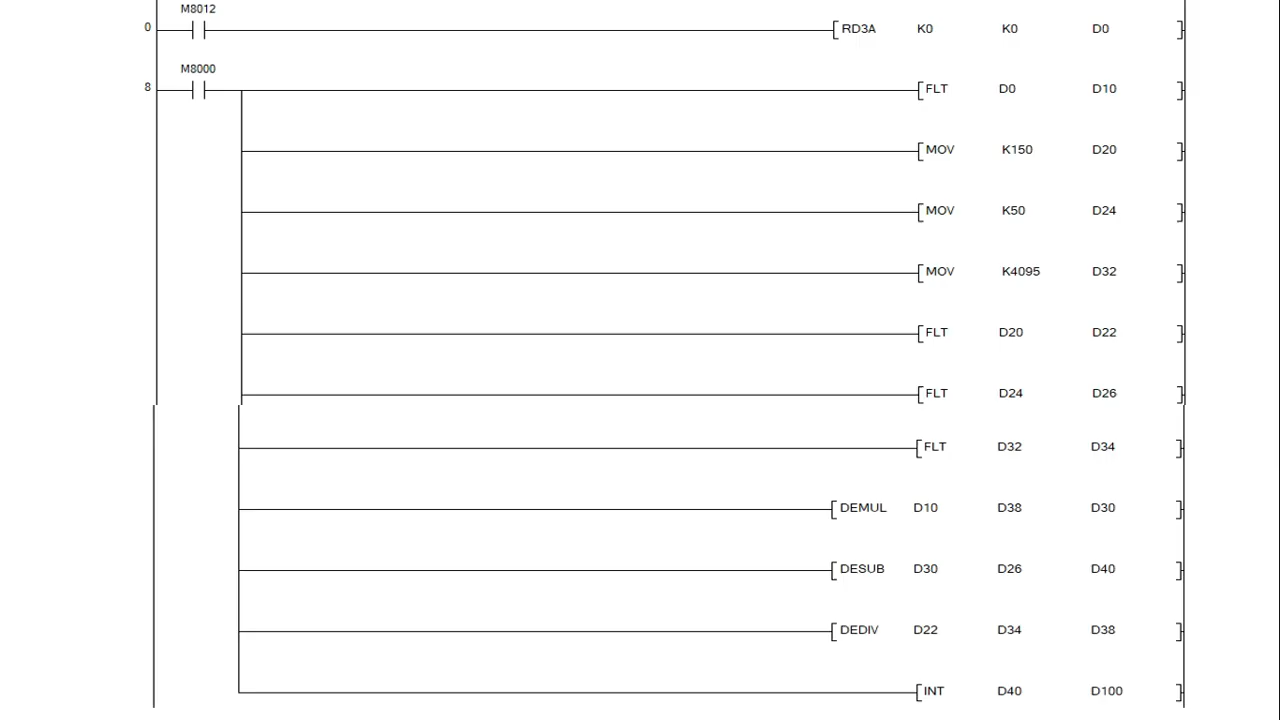 M8012
0 RD3A K0 K0 D0
M8000
8 FLT D0 D10
MOV K150 D20
MOV K50 D24
MOV K4095 D32
FLT D20 D22
FLT D24 D26
FLT D32 D34
DEMUL D10 D38 D30
DESUB D30 D26 D40
DEDIV D22 D34 D38
INT D40 D100